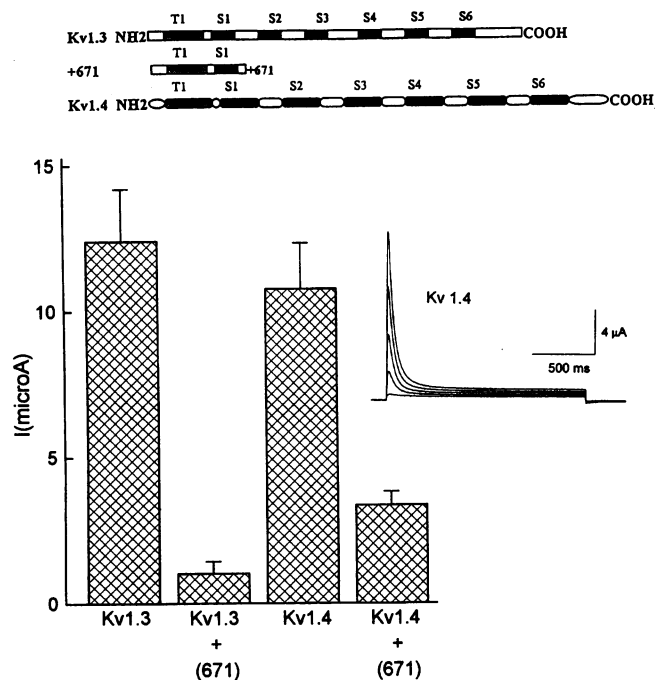 T1 S1 S2 S3 S4 S5 S6
Kv1.3 NH2 COOH
T1 S1
+671 +671
T1 S1 S2 S3 S4 S5 S6
Kv1.4 NH2 COOH
15
10
5
0
I(microA)
Kv 1.4
4 µA
500 ms
Kv1.3 Kv1.3 Kv1.4 Kv1.4
+ +
(671) (671)